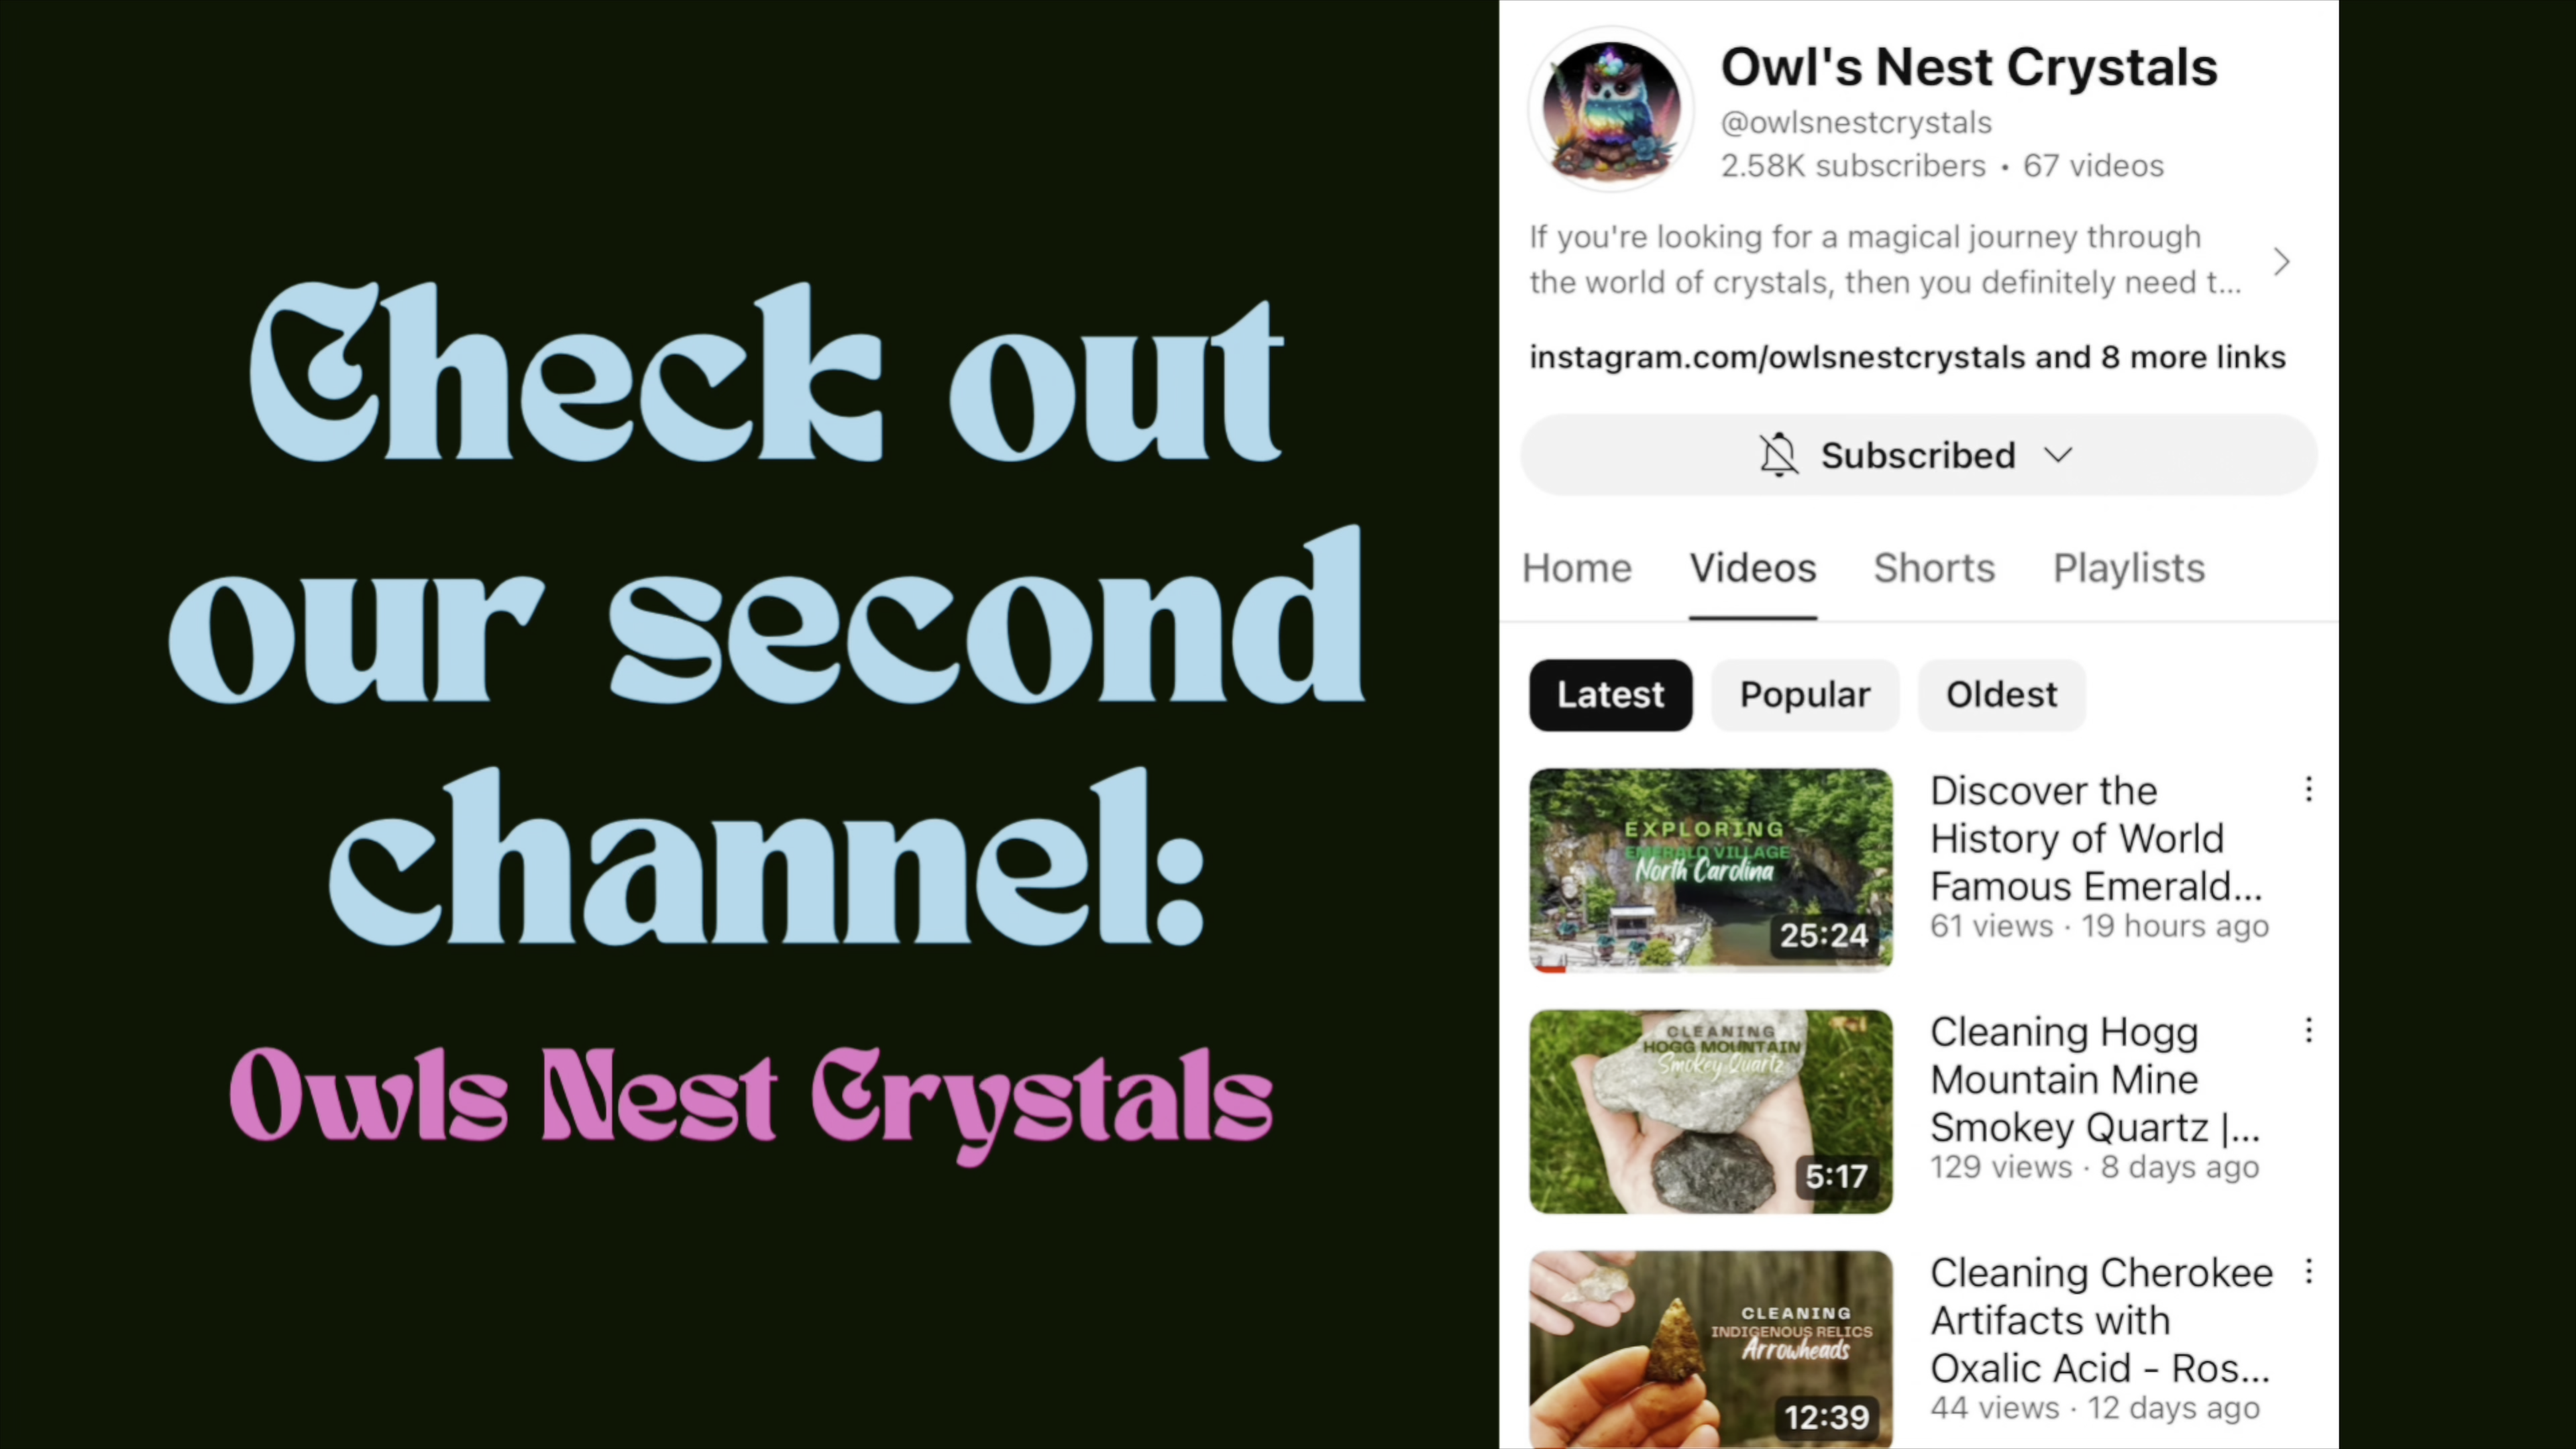 Check out
our second
channel:
Owls Nest Crystals
Owl's Nest Crystals
@owlsnestcrystals
2.58K subscribers • 67 videos
If you're looking for a magical journey through
the world of crystals, then you definitely need t...
instagram.com/owlsnestcrystals and 8 more links
Subscribed
Home Videos Shorts Playlists
Latest Popular Oldest
EXPLORING
EMERALD VILLAGE
North Carolina
25:24
Discover the
History of World
Famous Emerald...
61 views · 19 hours ago
CLEANING
HOGG MOUNTAIN
Smokey Quartz
5:17
Cleaning Hogg
Mountain Mine
Smokey Quartz |...
129 views · 8 days ago
CLEANING
INDIGENOUS RELICS
Arrowheads
12:39
Cleaning Cherokee
Artifacts with
Oxalic Acid - Ros...
44 views · 12 days ago